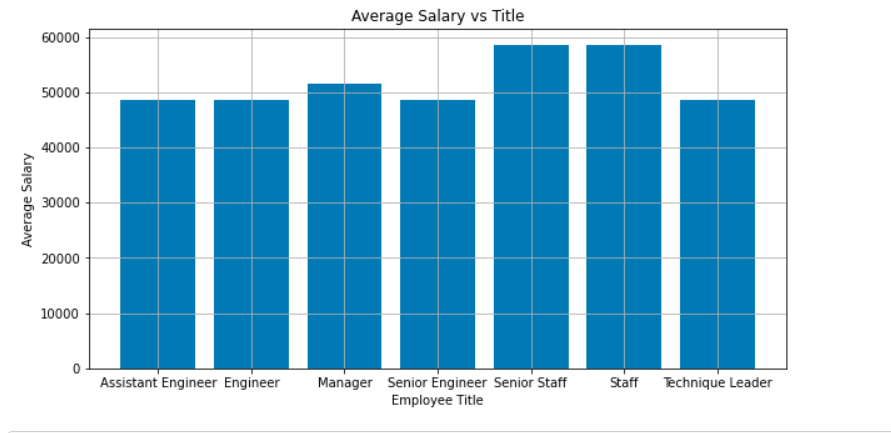 Average Salary vs Title
60000
50000
40000
30000
20000
10000
0
Average Salary
Assistant Engineer Engineer Manager Senior Engineer Senior Staff Staff Technique Leader
Employee Title